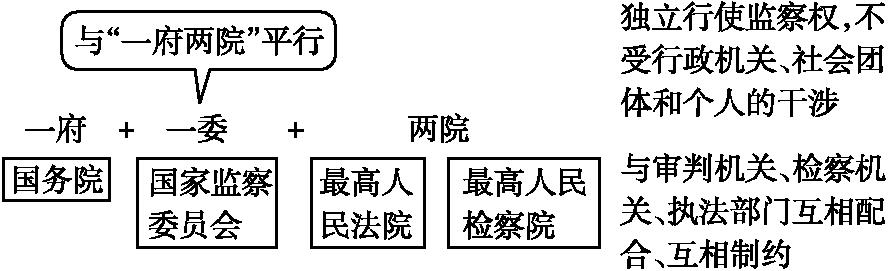 与“一府两院”平行
一府 + 一委 + 两院
国务院
国家监察
委员会
最高人
民法院
最高人民
检察院
独立行使监察权,不
受行政机关、社会团
体和个人的干涉
与审判机关、检察机
关、执法部门互相配
合、互相制约